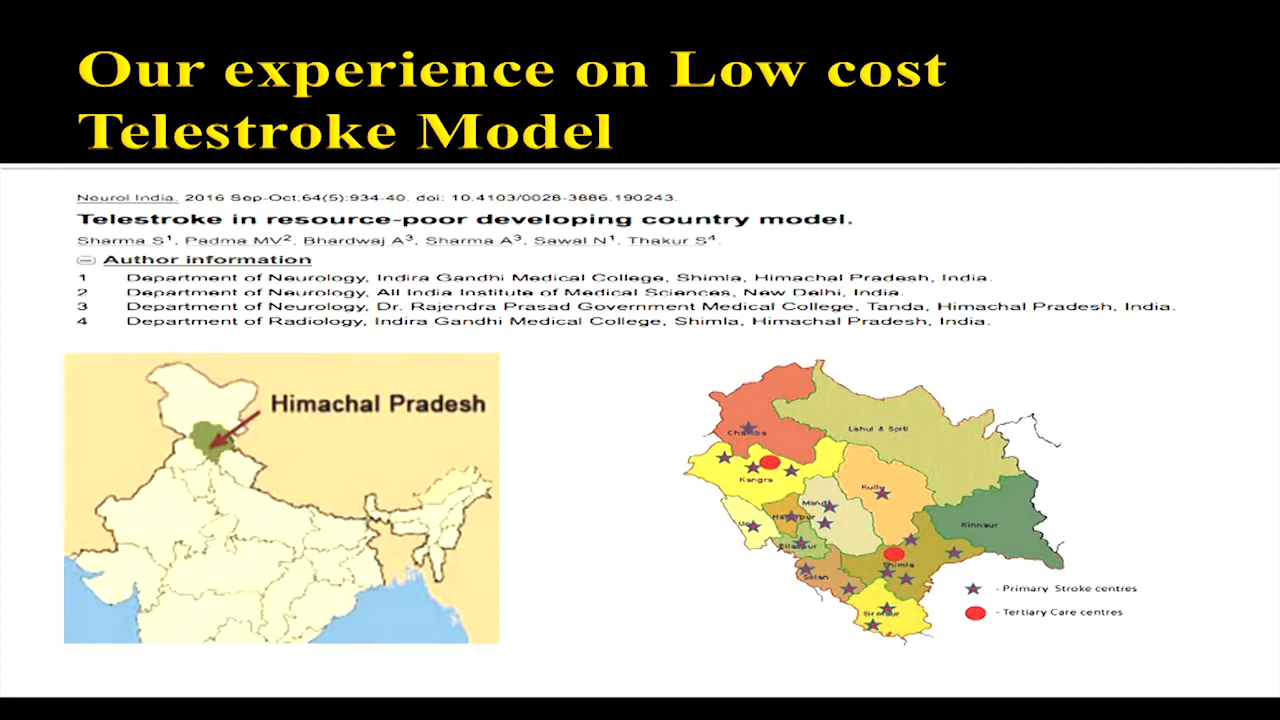 Our experience on Low cost
Telestroke Model
Neurol India. 2016 Sep-Oct;64(5):934-40. doi: 10.4103/0028-3886.190243.
Telestroke in resource-poor developing country model.
Sharma S1, Padma MV2, Bhardwaj A3, Sharma A3, Sawal N1, Thakur S4.
Author information
1 Department of Neurology, Indira Gandhi Medical College, Shimla, Himachal Pradesh, India.
2 Department of Neurology, All India Institute of Medical Sciences, New Delhi, India.
3 Department of Neurology, Dr. Rajendra Prasad Government Medical College, Tanda, Himachal Pradesh, India.
4 Department of Radiology, Indira Gandhi Medical College, Shimla, Himachal Pradesh, India.
Himachal Pradesh
Chamba
Lahul & Spiti
Kangra
Kullu
Mandi
Hamirpur
Kinnaur
Bilaspur
Shimla
Solan
Sirmaur
- Primary Stroke centres
- Tertiary Care centres